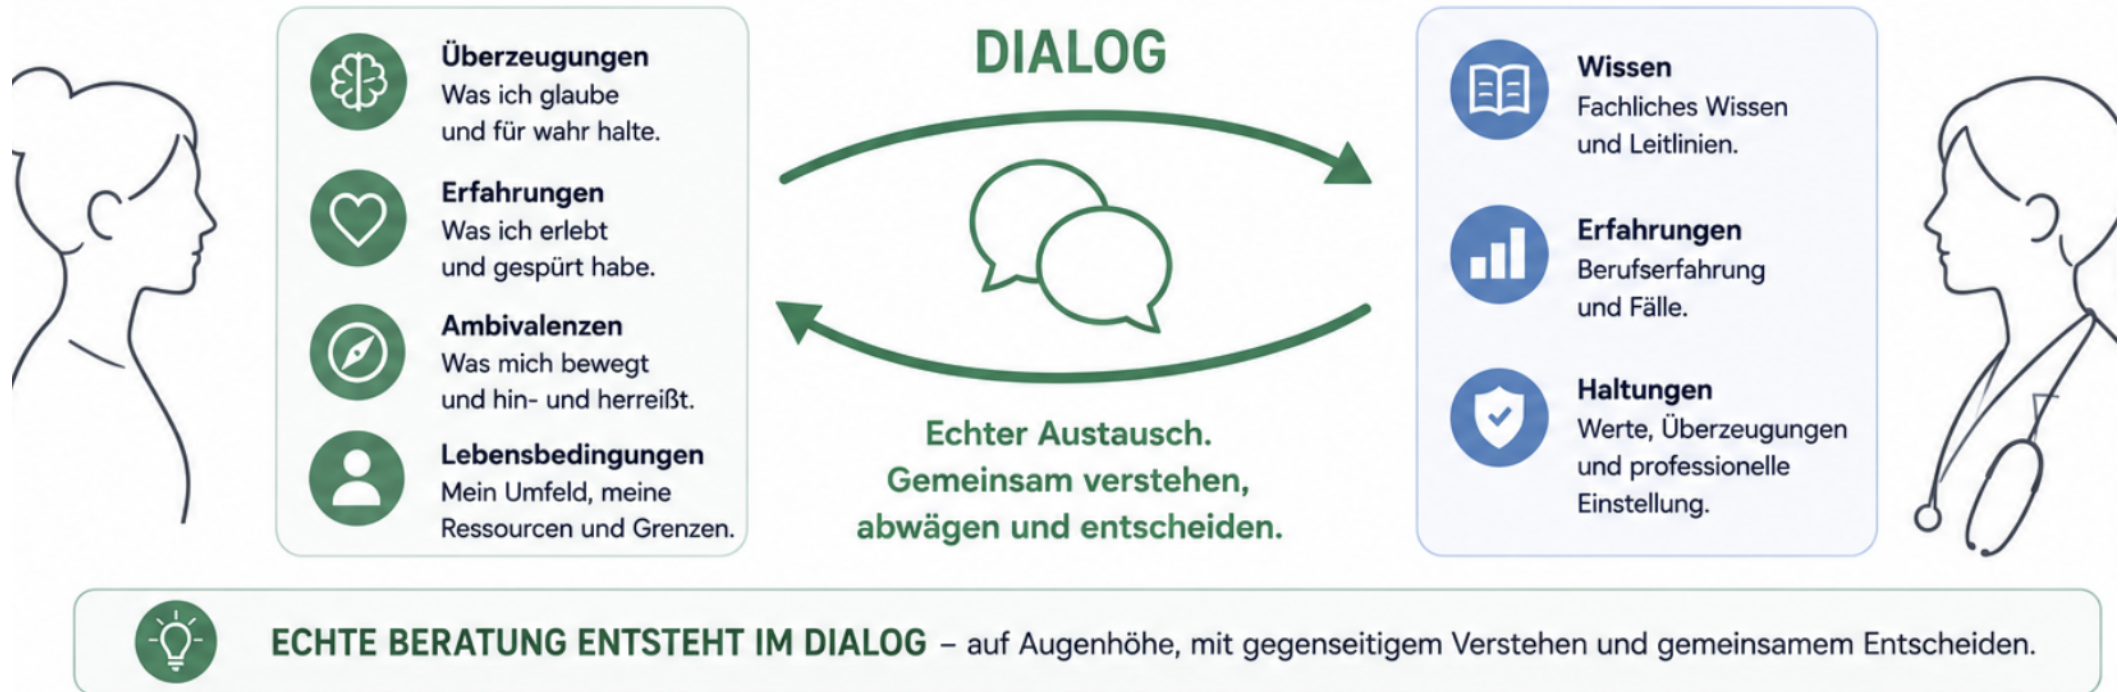 Überzeugungen
Was ich glaube
und für wahr halte.
Erfahrungen
Was ich erlebt
und gespürt habe.
Ambivalenzen
Was mich bewegt
und hin- und herreißt.
Lebensbedingungen
Mein Umfeld, meine
Ressourcen und Grenzen.
DIALOG
Echter Austausch.
Gemeinsam verstehen,
abwägen und entscheiden.
Wissen
Fachliches Wissen
und Leitlinien.
Erfahrungen
Berufserfahrung
und Fälle.
Haltungen
Werte, Überzeugungen
und professionelle
Einstellung.
ECHTE BERATUNG ENTSTEHT IM DIALOG – auf Augenhöhe, mit gegenseitigem Verstehen und gemeinsamem Entscheiden.